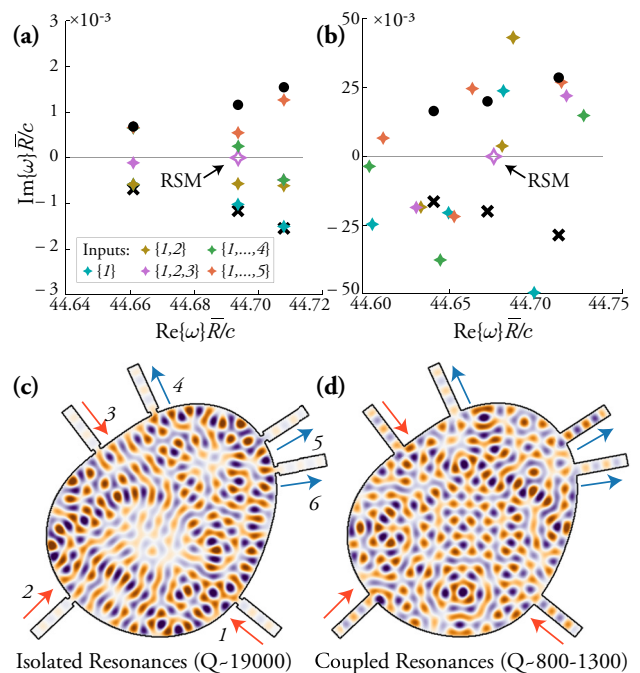 (a)
×10⁻³
3
2
1
0
− 1
− 2
− 3
Im{ω}R̅/c
RSM
Inputs:
{1}
{1,2}
{1,2,3}
{1,...,4}
{1,...,5}
44.64 44.66 44.68 44.70 44.72
Re{ω}R̅/c
(b)
×10⁻³
50
25
0
−25
−50
RSM
44.60 44.65 44.70 44.75
Re{ω}R̅/c
(c)
1
2
3
4
5
6
Isolated Resonances (Q~19000)
(d)
Coupled Resonances (Q~800-1300)